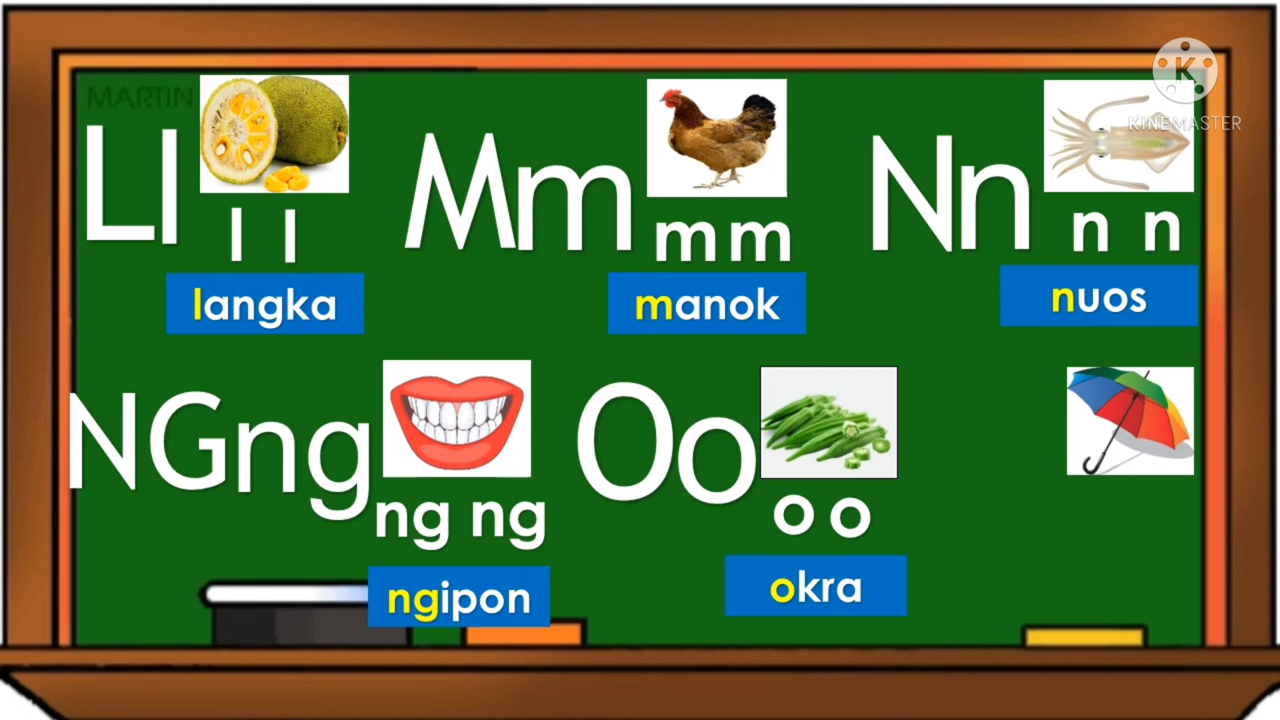 MARTIN
KINEMASTER
Ll
l l
langka
Mm
m m
manok
Nn
n n
nuos
NGng
ng ng
ngipon
Oo
o o
okra